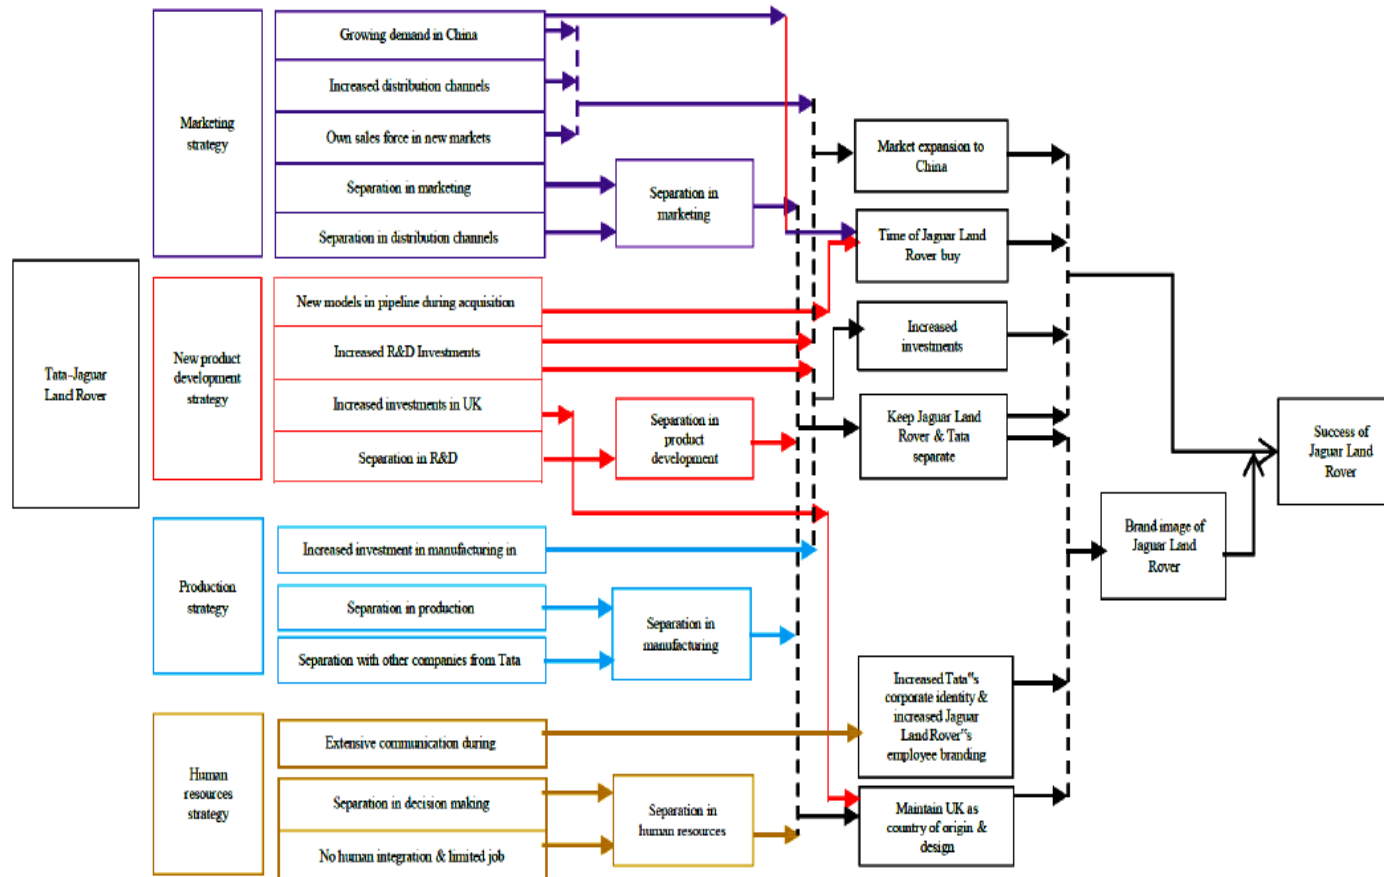 Tata-Jaguar
Land Rover
Marketing
strategy
Growing demand in China
Increased distribution channels
Own sales force in new markets
Separation in marketing
Separation in distribution channels
Separation in
marketing
New product
development
strategy
New models in pipeline during acquisition
Increased R&D Investments
Increased investments in UK
Separation in R&D
Separation in
product
development
Production
strategy
Increased investment in manufacturing in
Separation in production
Separation with other companies from Tata
Separation in
manufacturing
Human
resources
strategy
Extensive communication during
Separation in decision making
No human integration & limited job
Separation in
human resources
Market expansion to
China
Time of Jaguar Land
Rover buy
Increased
investments
Keep Jaguar Land
Rover & Tata
separate
Increased Tata‟s
corporate identity &
increased Jaguar
Land Rover‟s
employee branding
Maintain UK as
country of origin &
design
Brand image of
Jaguar Land
Rover
Success of
Jaguar Land
Rover